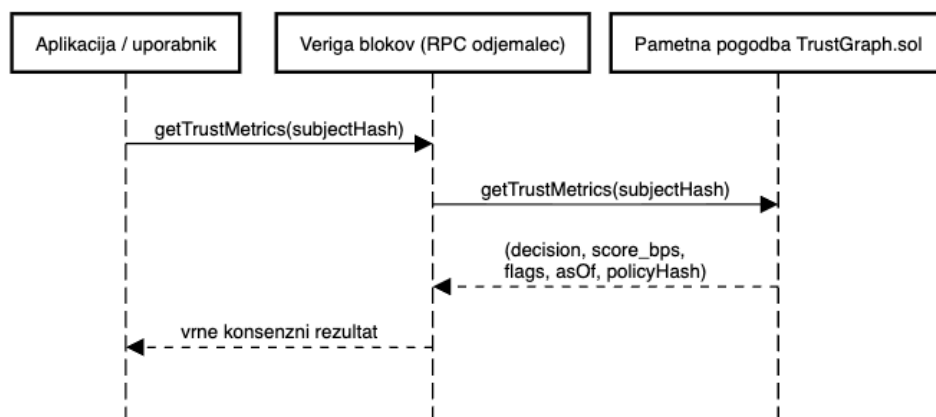 Aplikacija / uporabnik
Veriga blokov (RPC odjemalec)
Pametna pogodba TrustGraph.sol
getTrustMetrics(subjectHash)
getTrustMetrics(subjectHash)
(decision, score_bps,
flags, asOf, policyHash)
vrne konsenzni rezultat